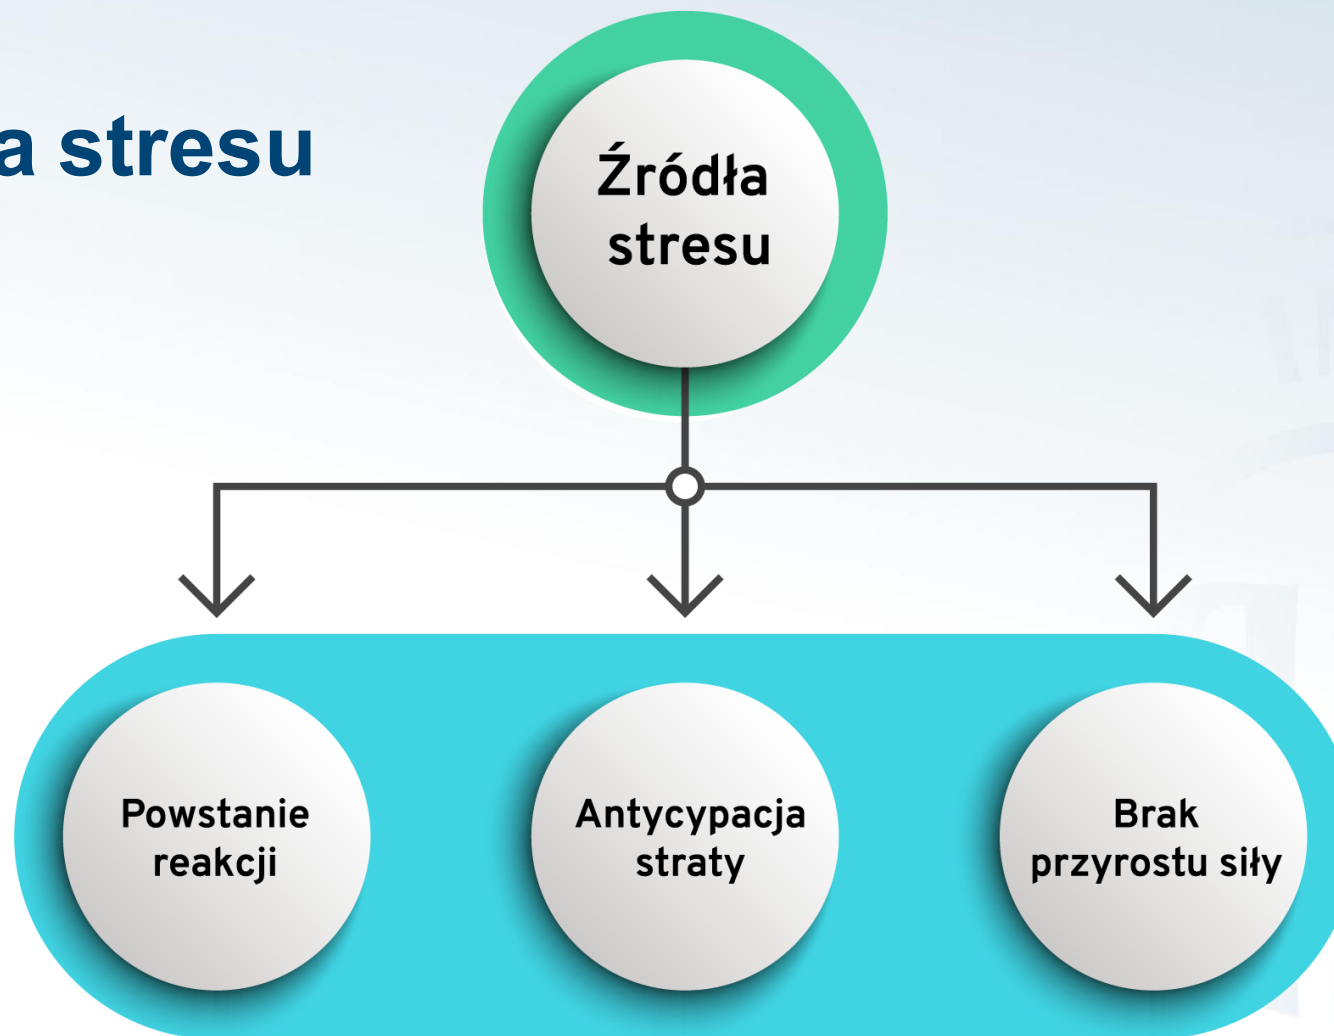 a stresu
Źródła
stresu
Powstanie
reakcji
Antycypacja
straty
Brak
przyrostu siły